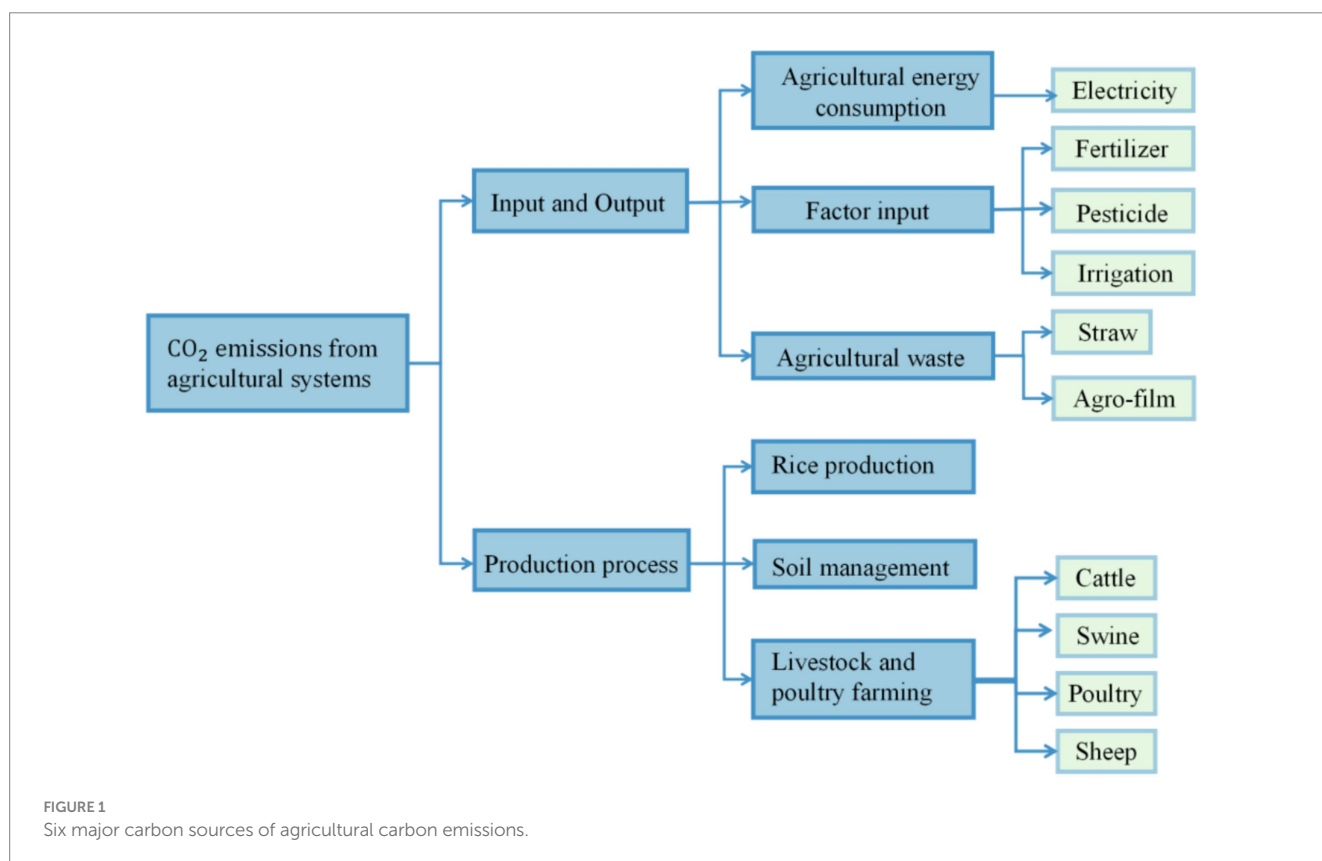 Agricultural energy
consumption
Electricity
Fertilizer
Input and Output
Factor input
Pesticide
Irrigation
Straw
CO₂ emissions from
agricultural systems
Agricultural waste
Agro-film
Rice production
Production process
Soil management
Cattle
Swine
Livestock and
poultry farming
Poultry
Sheep
FIGURE 1
Six major carbon sources of agricultural carbon emissions.